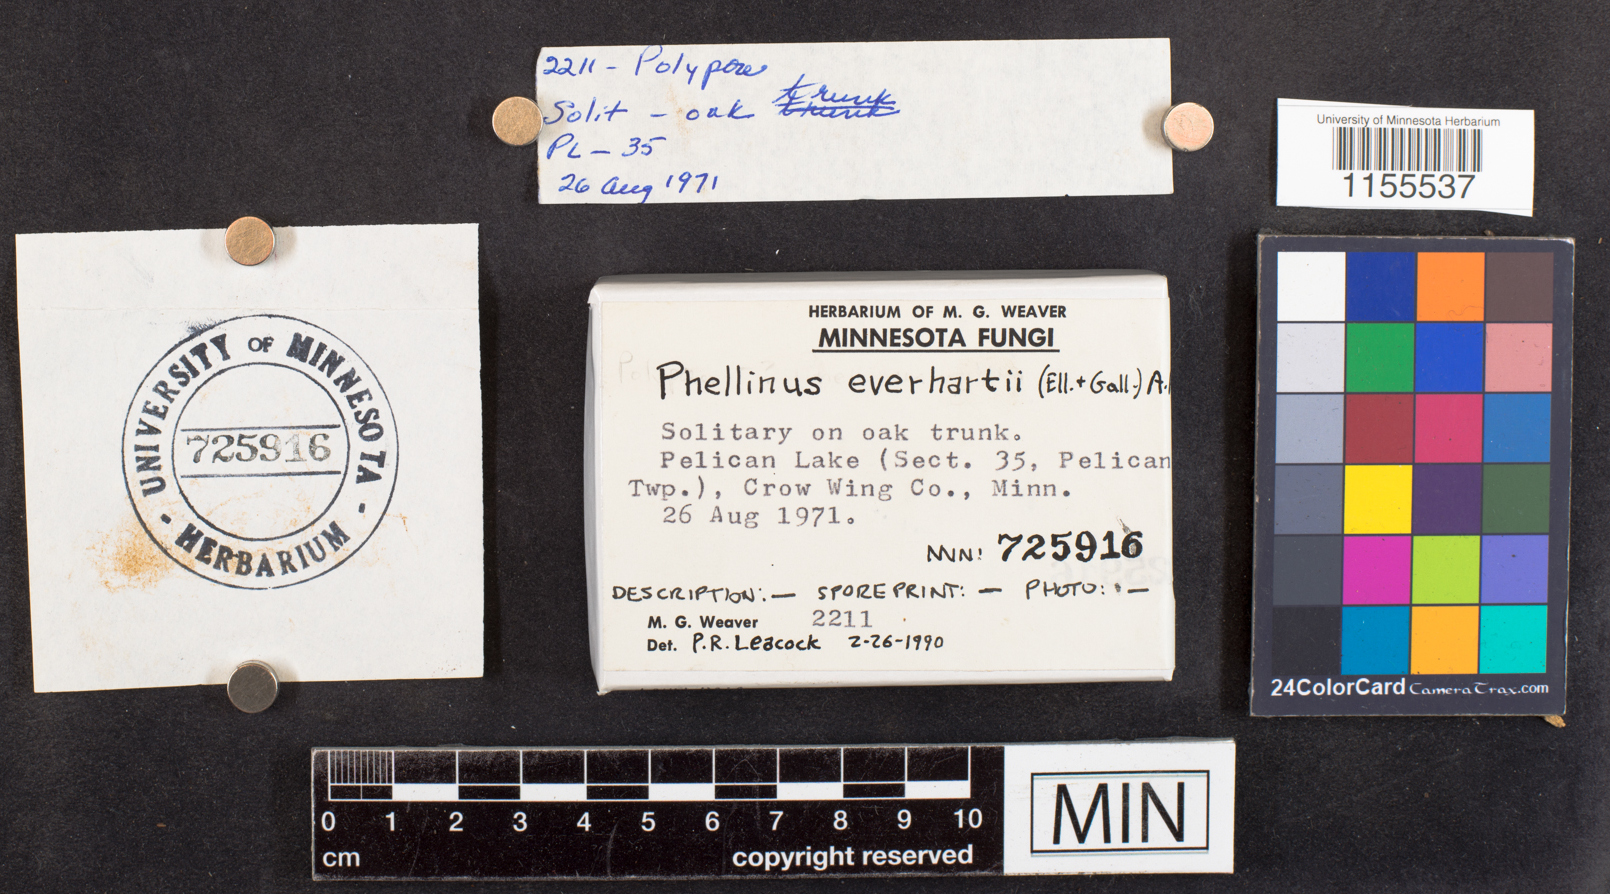 2211 - Polypore
Solit - oak trunk
PL - 35
26 Aug 1971
University of Minnesota Herbarium
1155537
UNIVERSITY OF MINNESOTA
725916
- HERBARIUM -
HERBARIUM OF M. G. WEAVER
MINNESOTA FUNGI
Phellinus everhartii (Ell.+Gall.) A.
Solitary on oak trunk.
Pelican Lake (Sect. 35, Pelican
Twp.), Crow Wing Co., Minn.
26 Aug 1971.
MIN: 725916
DESCRIPTION: — SPORE PRINT: — PHOTO: —
M. G. Weaver 2211
Det. P.R. Leacock 2-26-1990
24ColorCard CameraTrax.com
0 1 2 3 4 5 6 7 8 9 10
cm copyright reserved
MIN